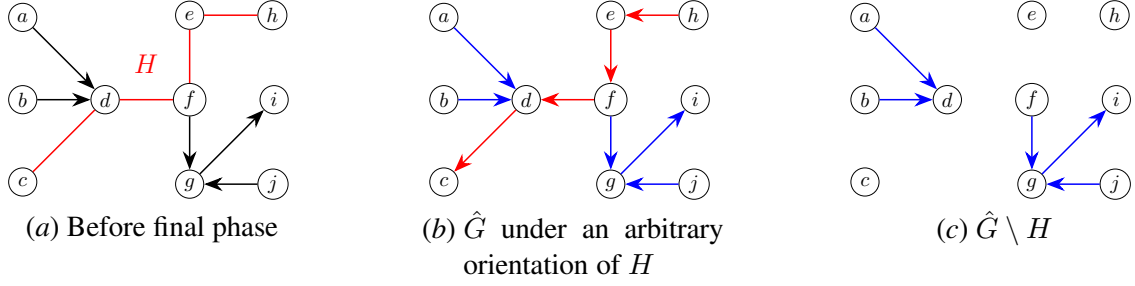 a
e
h
H
b
d
f
i
c
g
j
(a) Before final phase
a
e
h
b
d
f
i
c
g
j
(b) Ĝ under an arbitrary
orientation of H
a
e
h
b
d
f
i
c
g
j
(c) Ĝ \ H